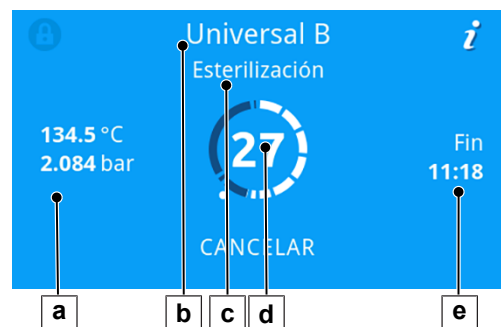 Universal B
i
Esterilización
134.5 °C
2.084 bar
27
Fin
11:18
CANCELAR
a
b
c
d
e